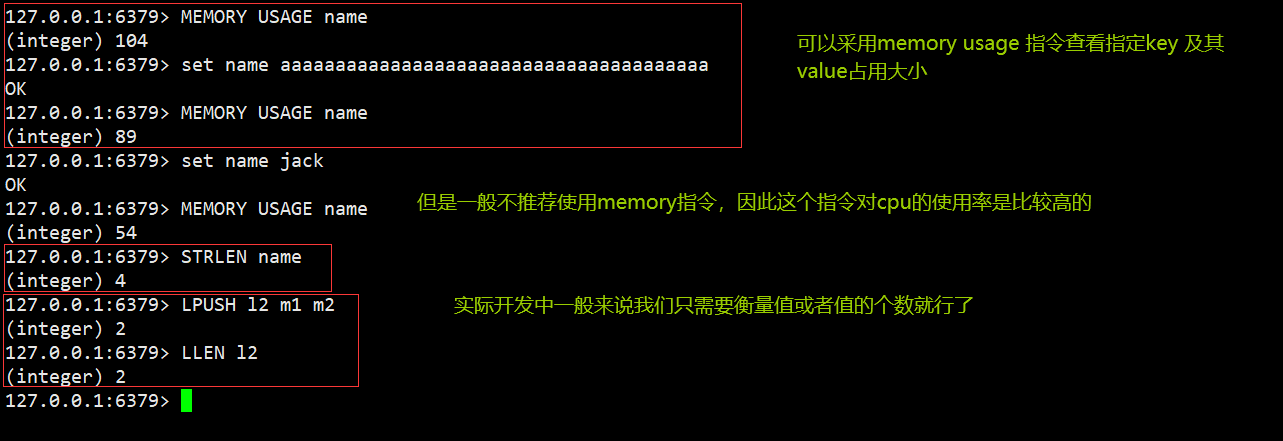 127.0.0.1:6379> MEMORY USAGE name
(integer) 104
127.0.0.1:6379> set name aaaaaaaaaaaaaaaaaaaaaaaaaaaaaaaaaaaaaaa
OK
127.0.0.1:6379> MEMORY USAGE name
(integer) 89
可以采用memory usage 指令查看指定key 及其
value占用大小
127.0.0.1:6379> set name jack
OK
127.0.0.1:6379> MEMORY USAGE name
(integer) 54
但是一般不推荐使用memory指令，因此这个指令对cpu的使用率是比较高的
127.0.0.1:6379> STRLEN name
(integer) 4
127.0.0.1:6379> LPUSH l2 m1 m2
(integer) 2
127.0.0.1:6379> LLEN l2
(integer) 2
实际开发中一般来说我们只需要衡量值或者值的个数就行了
127.0.0.1:6379>